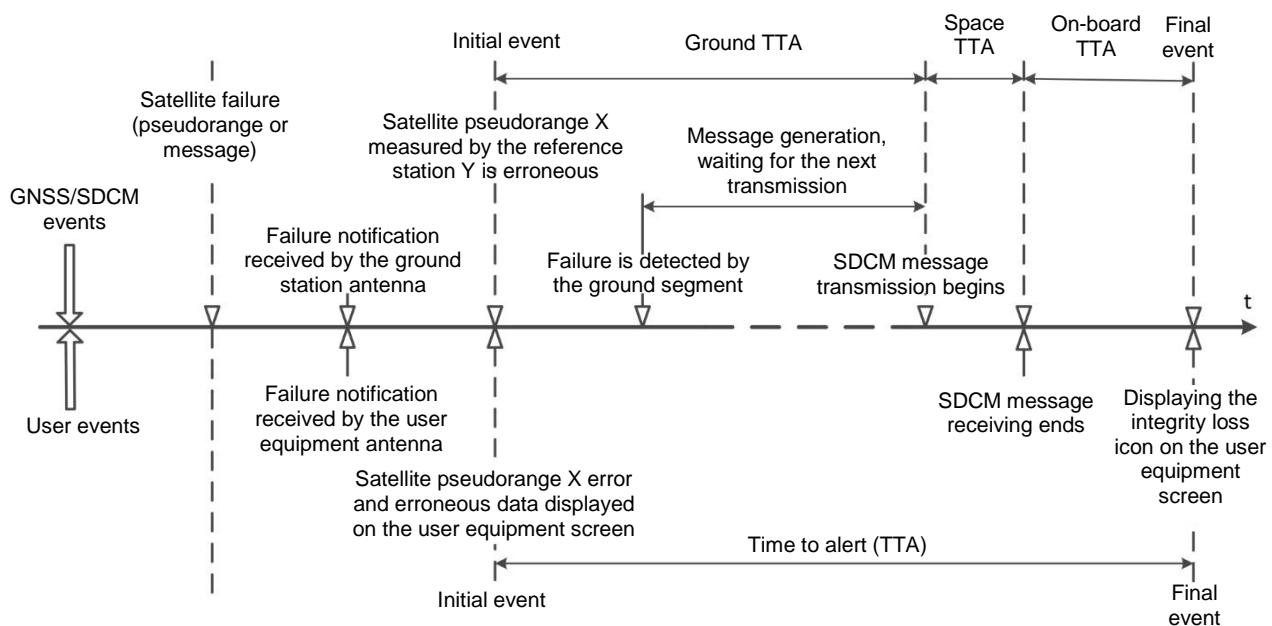 Initial event
Ground TTA
Space
TTA
On-board
TTA
Final
event
Satellite failure
(pseudorange or
message)
Satellite pseudorange X
measured by the reference
station Y is erroneous
Message generation,
waiting for the next
transmission
GNSS/SDCM
events
Failure notification
received by the ground
station antenna
Failure is detected by
the ground segment
SDCM message
transmission begins
t
User events
Failure notification
received by the user
equipment antenna
SDCM message
receiving ends
Displaying the
integrity loss
icon on the user
equipment
screen
Satellite pseudorange X error
and erroneous data displayed
on the user equipment screen
Time to alert (TTA)
Initial event
Final
event